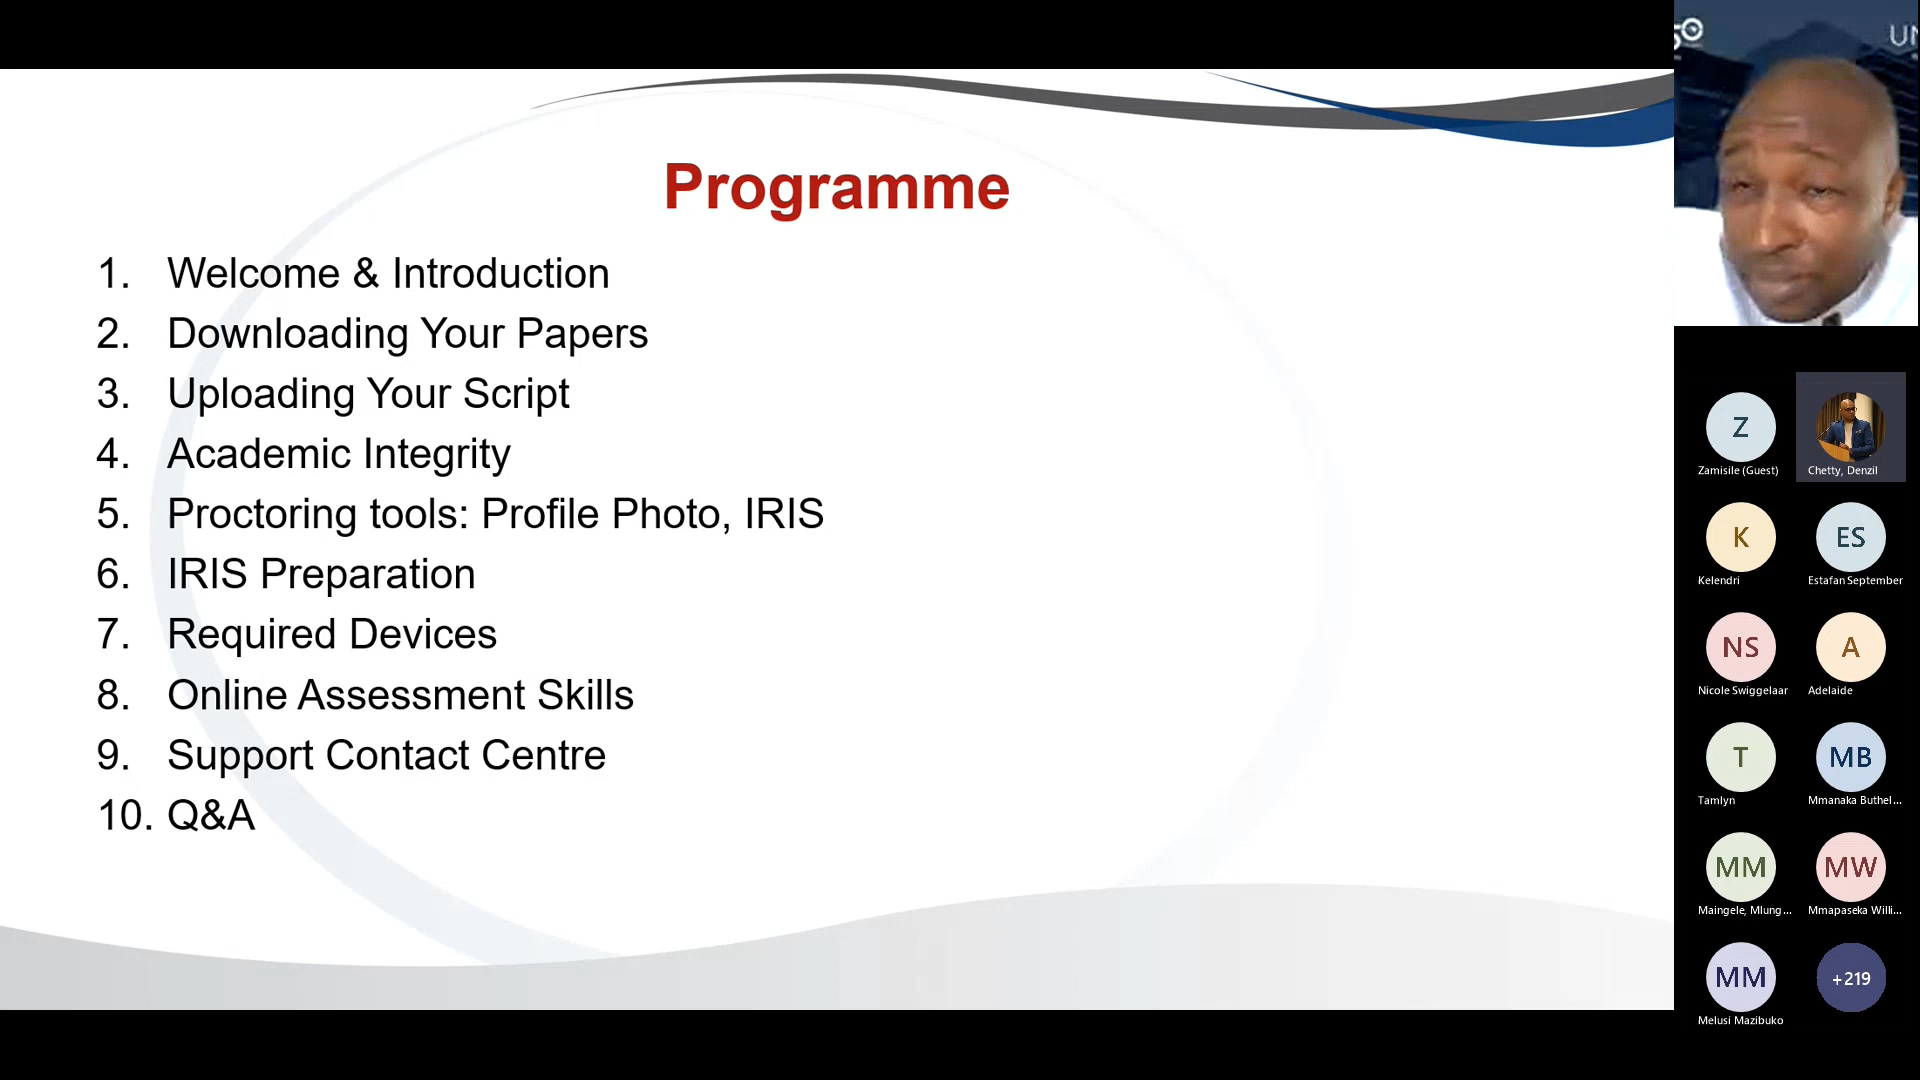 Programme
1. Welcome & Introduction
2. Downloading Your Papers
3. Uploading Your Script
4. Academic Integrity
5. Proctoring tools: Profile Photo, IRIS
6. IRIS Preparation
7. Required Devices
8. Online Assessment Skills
9. Support Contact Centre
10. Q&A
UN
Z
Zamisile (Guest)
Chetty, Denzil
K
Kelendri
ES
Estafan September
NS
Nicole Swiggelaar
A
Adelaide
T
Tamlyn
MB
Mmanaka Buthel...
MM
Maingele, Mlung...
MW
Mmapaseka Willi...
MM
Melusi Mazibuko
+219